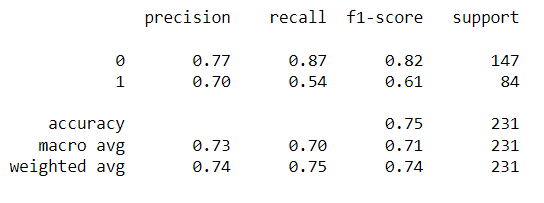 precision recall f1-score support
0 0.77 0.87 0.82 147
1 0.70 0.54 0.61 84
accuracy 0.75 231
macro avg 0.73 0.70 0.71 231
weighted avg 0.74 0.75 0.74 231